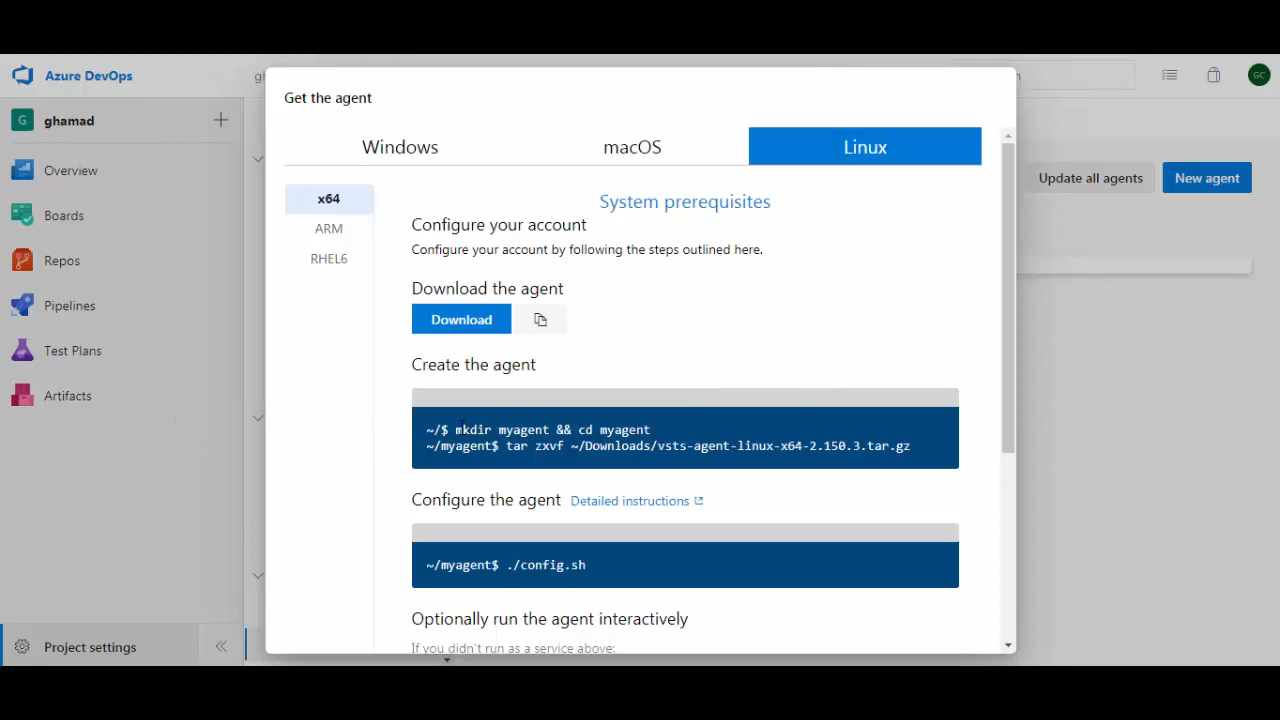 Azure DevOps
GC
G ghamad
Overview
Boards
Repos
Pipelines
Test Plans
Artifacts
Project settings
Update all agents
New agent
Get the agent
Windows
macOS
Linux
x64
ARM
RHEL6
System prerequisites
Configure your account
Configure your account by following the steps outlined here.
Download the agent
Download
Create the agent
~/$ mkdir myagent && cd myagent
~/myagent$ tar zxvf ~/Downloads/vsts-agent-linux-x64-2.150.3.tar.gz
Configure the agent Detailed instructions
~/myagent$ ./config.sh
Optionally run the agent interactively
If you didn't run as a service above: